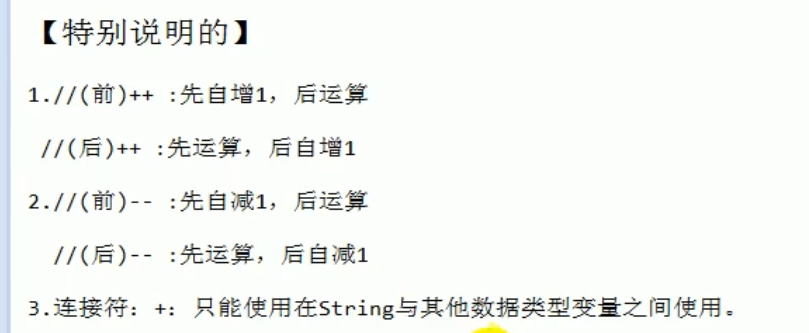 【特别说明的】
1.//(前)++ :先自增1，后运算
//(后)++ :先运算，后自增1
2.//(前)-- :先自减1，后运算
//(后)-- :先运算，后自减1
3.连接符：+：只能使用在String与其他数据类型变量之间使用。